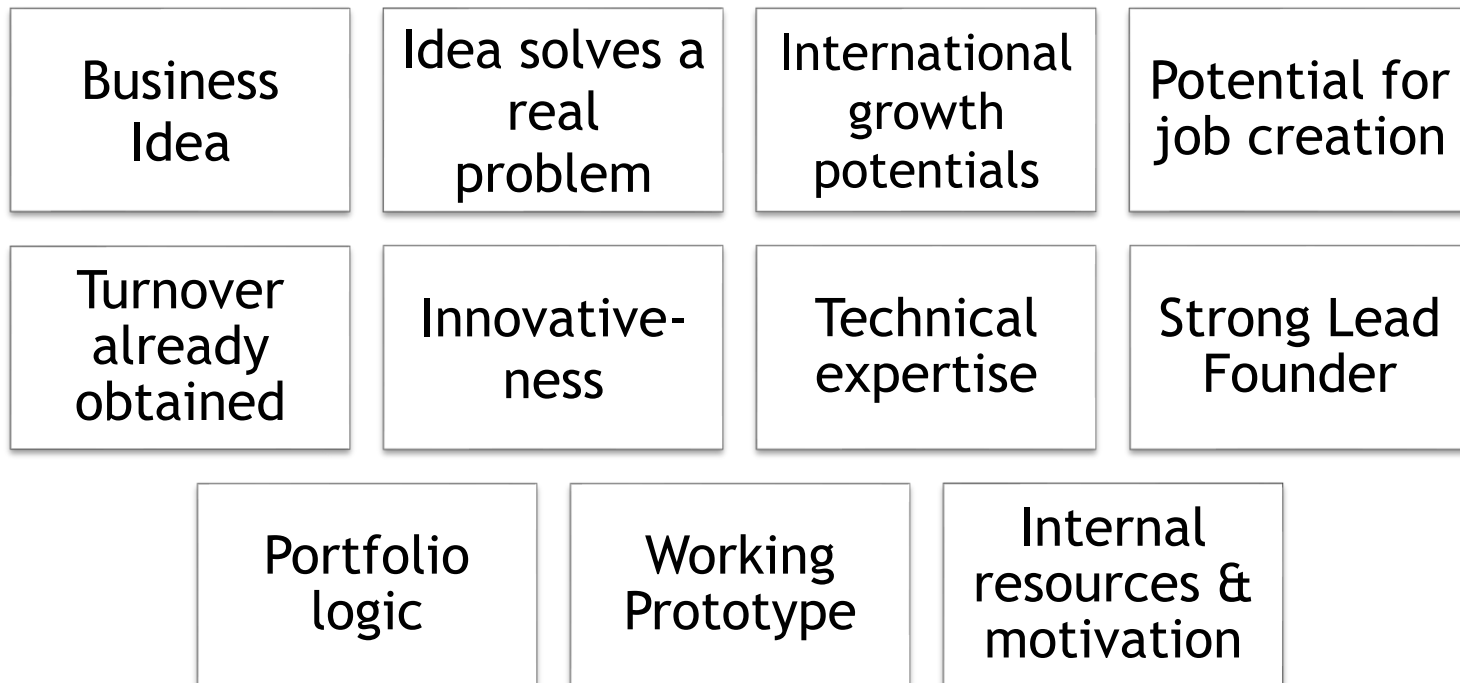 Business
Idea
Idea solves a
real
problem
International
growth
potentials
Potential for
job creation
Turnover
already
obtained
Innovative-
ness
Technical
expertise
Strong Lead
Founder
Portfolio
logic
Working
Prototype
Internal
resources &
motivation